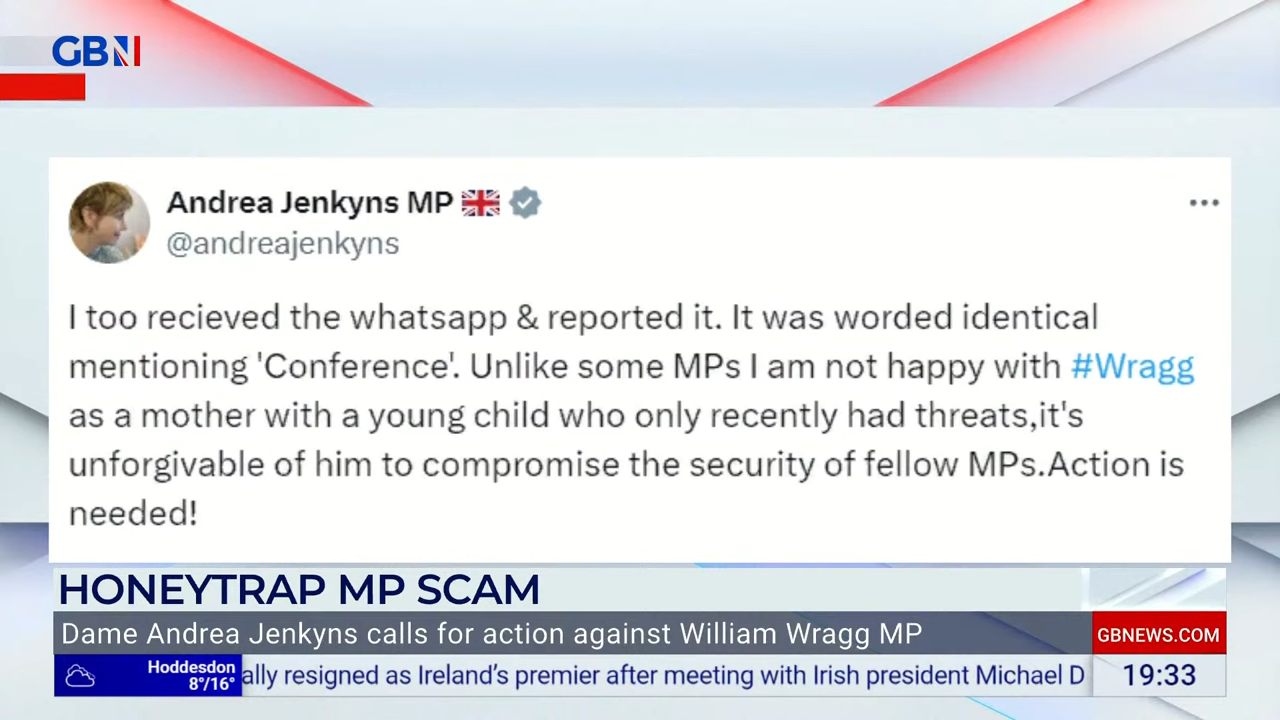 GBN
Andrea Jenkyns MP
@andreajenkyns
I too recieved the whatsapp & reported it. It was worded identical
mentioning 'Conference'. Unlike some MPs I am not happy with #Wragg
as a mother with a young child who only recently had threats,it's
unforgivable of him to compromise the security of fellow MPs.Action is
needed!
HONEYTRAP MP SCAM
Dame Andrea Jenkyns calls for action against William Wragg MP
GBNEWS.COM
Hoddesdon
8°/16°
ally resigned as Ireland's premier after meeting with Irish president Michael D
19:33